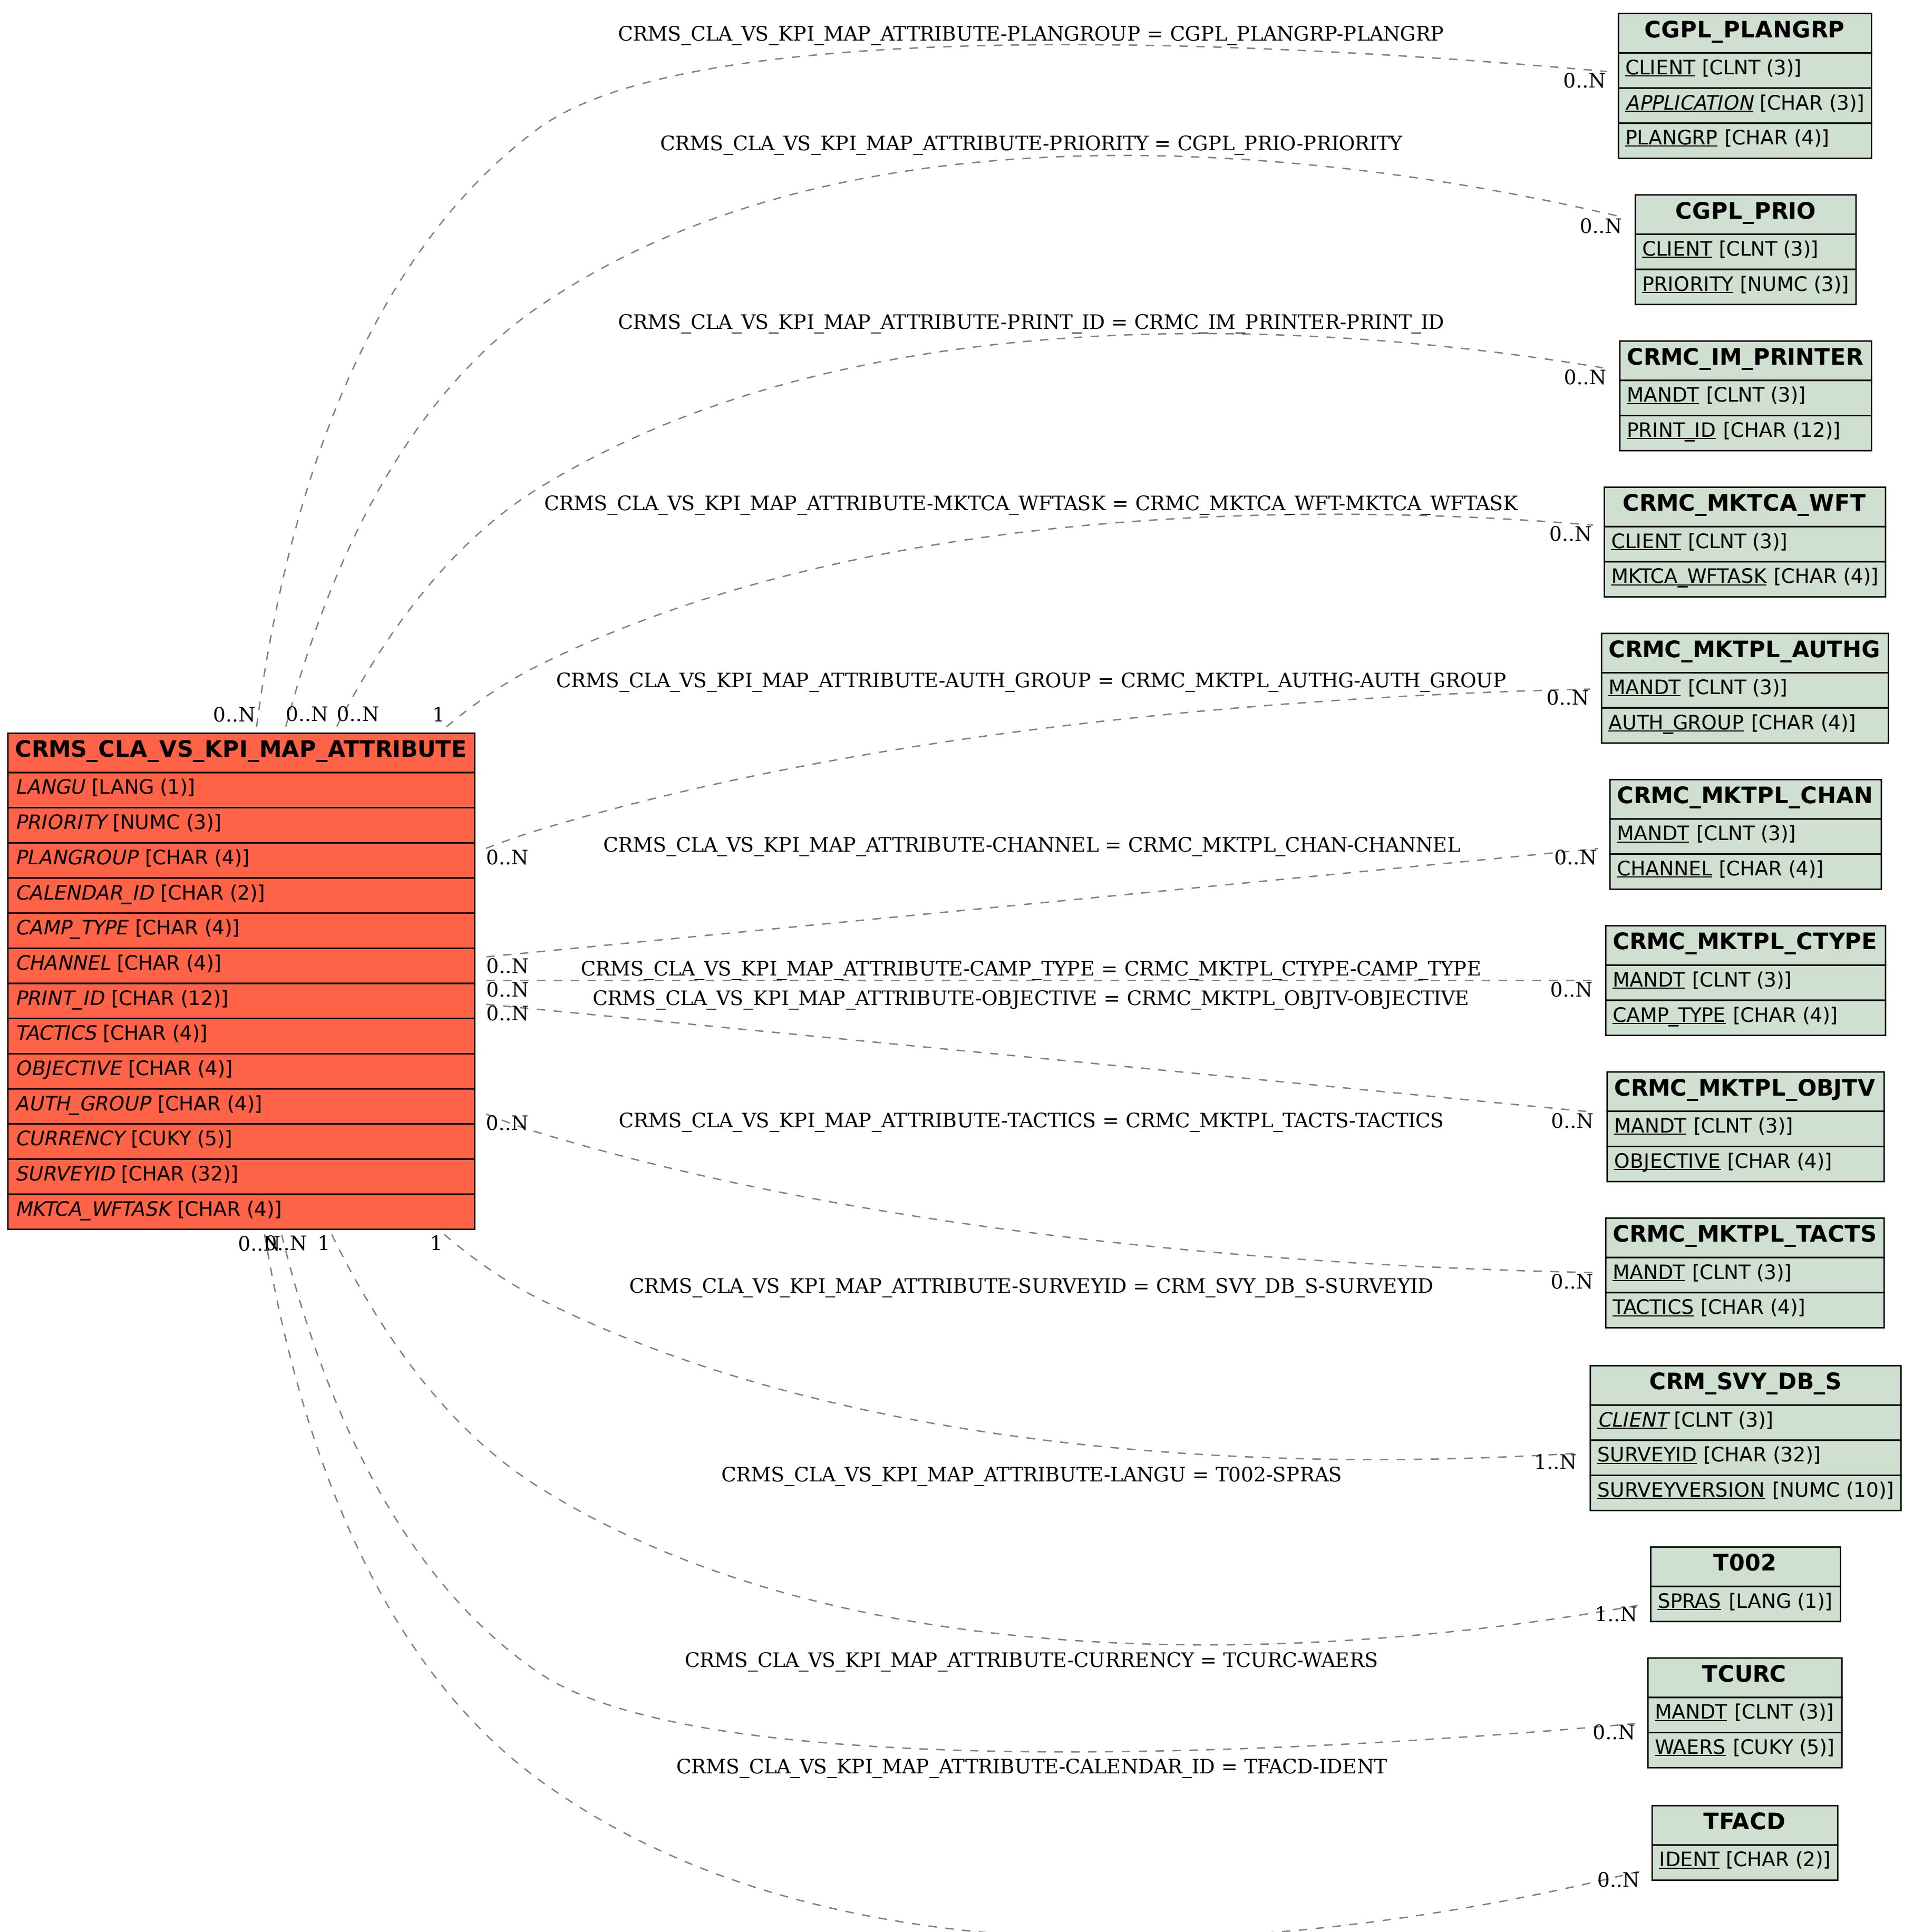 CRMS_CLA_VS_KPI_MAP_ATTRIBUTE-PLANGROUP = CGPL_PLANGRP-PLANGRP
0..N
CGPL_PLANGRP
CLIENT [CLNT (3)]
APPLICATION [CHAR (3)]
PLANGRP [CHAR (4)]
CRMS_CLA_VS_KPI_MAP_ATTRIBUTE-PRIORITY = CGPL_PRIO-PRIORITY
0..N
CGPL_PRIO
CLIENT [CLNT (3)]
PRIORITY [NUMC (3)]
CRMS_CLA_VS_KPI_MAP_ATTRIBUTE-PRINT_ID = CRMC_IM_PRINTER-PRINT_ID
0..N
CRMC_IM_PRINTER
MANDT [CLNT (3)]
PRINT_ID [CHAR (12)]
CRMS_CLA_VS_KPI_MAP_ATTRIBUTE-MKTCA_WFTASK = CRMC_MKTCA_WFT-MKTCA_WFTASK
0..N
CRMC_MKTCA_WFT
CLIENT [CLNT (3)]
MKTCA_WFTASK [CHAR (4)]
CRMS_CLA_VS_KPI_MAP_ATTRIBUTE-AUTH_GROUP = CRMC_MKTPL_AUTHG-AUTH_GROUP
0..N
CRMC_MKTPL_AUTHG
MANDT [CLNT (3)]
AUTH_GROUP [CHAR (4)]
0..N 0..N 0..N 1
CRMS_CLA_VS_KPI_MAP_ATTRIBUTE
LANGU [LANG (1)]
PRIORITY [NUMC (3)]
PLANGROUP [CHAR (4)]
CALENDAR_ID [CHAR (2)]
CAMP_TYPE [CHAR (4)]
CHANNEL [CHAR (4)]
PRINT_ID [CHAR (12)]
TACTICS [CHAR (4)]
OBJECTIVE [CHAR (4)]
AUTH_GROUP [CHAR (4)]
CURRENCY [CUKY (5)]
SURVEYID [CHAR (32)]
MKTCA_WFTASK [CHAR (4)]
0..N
0..N
0..N
0..N
0..N
0..N 0..N 1 1
CRMS_CLA_VS_KPI_MAP_ATTRIBUTE-CHANNEL = CRMC_MKTPL_CHAN-CHANNEL
0..N
CRMC_MKTPL_CHAN
MANDT [CLNT (3)]
CHANNEL [CHAR (4)]
CRMS_CLA_VS_KPI_MAP_ATTRIBUTE-CAMP_TYPE = CRMC_MKTPL_CTYPE-CAMP_TYPE
0..N
CRMC_MKTPL_CTYPE
MANDT [CLNT (3)]
CAMP_TYPE [CHAR (4)]
CRMS_CLA_VS_KPI_MAP_ATTRIBUTE-OBJECTIVE = CRMC_MKTPL_OBJTV-OBJECTIVE
0..N
CRMC_MKTPL_OBJTV
MANDT [CLNT (3)]
OBJECTIVE [CHAR (4)]
CRMS_CLA_VS_KPI_MAP_ATTRIBUTE-TACTICS = CRMC_MKTPL_TACTS-TACTICS
0..N
CRMC_MKTPL_TACTS
MANDT [CLNT (3)]
TACTICS [CHAR (4)]
CRMS_CLA_VS_KPI_MAP_ATTRIBUTE-SURVEYID = CRM_SVY_DB_S-SURVEYID
1..N
CRM_SVY_DB_S
CLIENT [CLNT (3)]
SURVEYID [CHAR (32)]
SURVEYVERSION [NUMC (10)]
CRMS_CLA_VS_KPI_MAP_ATTRIBUTE-LANGU = T002-SPRAS
1..N
T002
SPRAS [LANG (1)]
CRMS_CLA_VS_KPI_MAP_ATTRIBUTE-CURRENCY = TCURC-WAERS
0..N
TCURC
MANDT [CLNT (3)]
WAERS [CUKY (5)]
CRMS_CLA_VS_KPI_MAP_ATTRIBUTE-CALENDAR_ID = TFACD-IDENT
0..N
TFACD
IDENT [CHAR (2)]